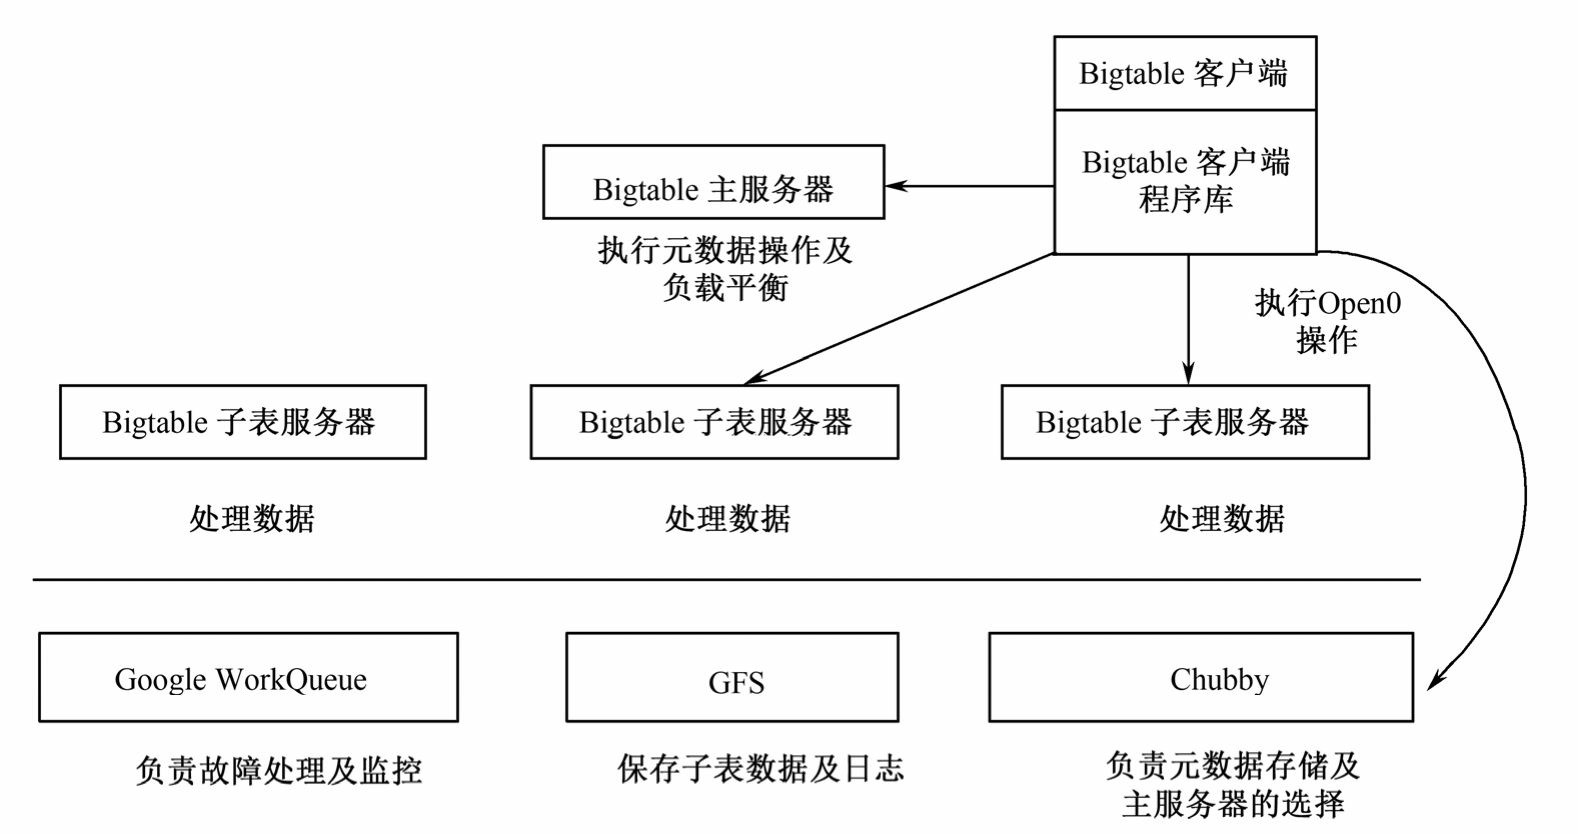 Bigtable 客户端
Bigtable 客户端
程序库
Bigtable 主服务器
执行元数据操作及
负载平衡
执行Open0
操作
Bigtable 子表服务器
Bigtable 子表服务器
Bigtable 子表服务器
处理数据
处理数据
处理数据
Google WorkQueue
GFS
Chubby
负责故障处理及监控
保存子表数据及日志
负责元数据存储及
主服务器的选择